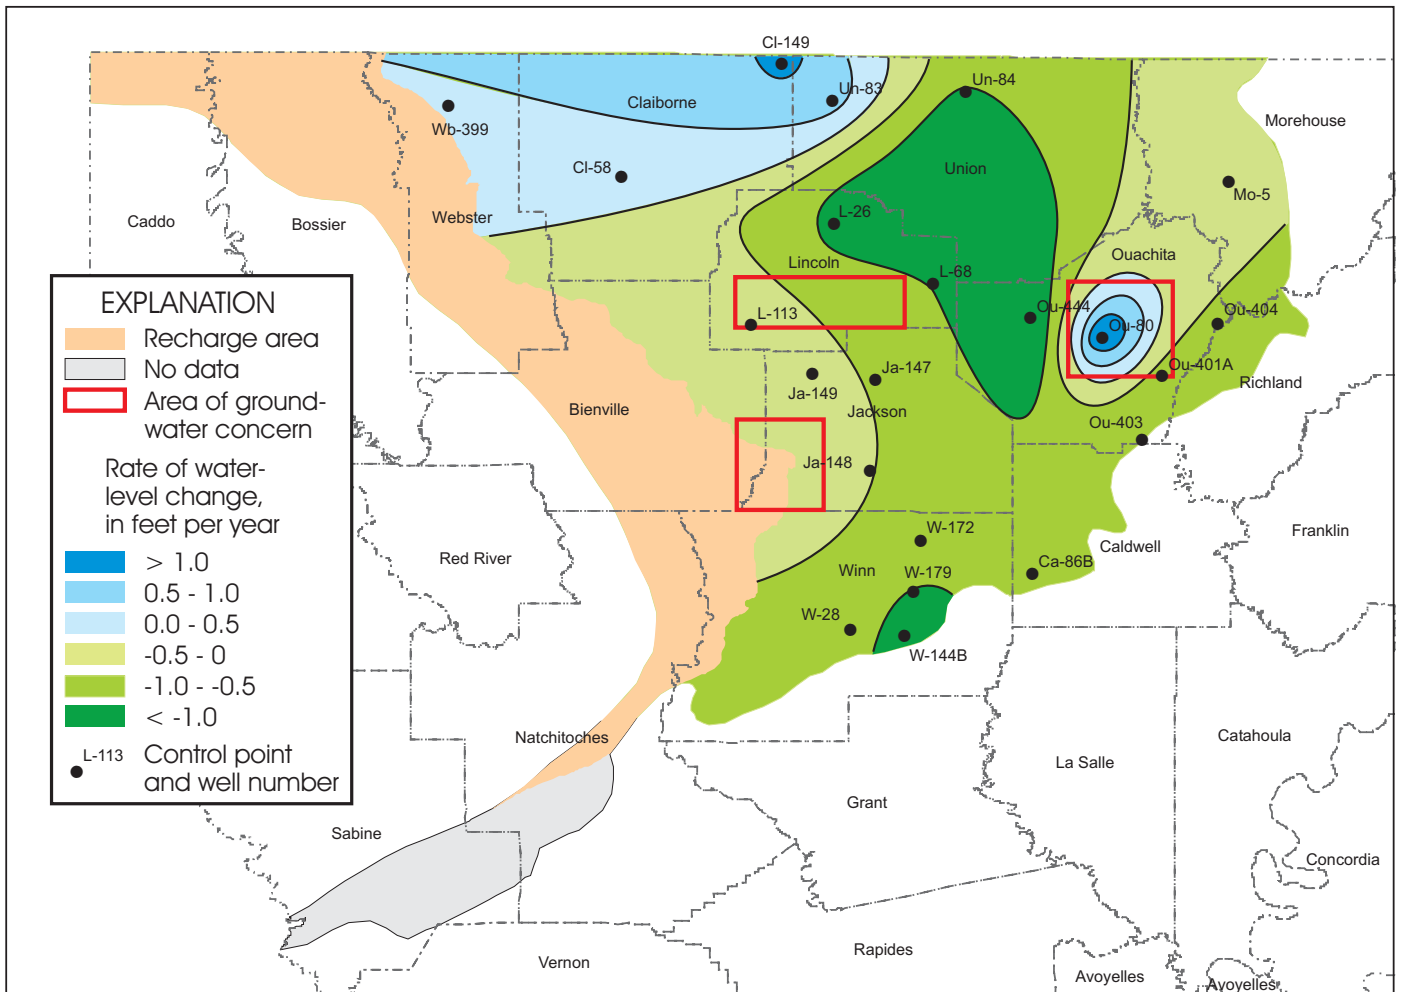 Cl-149
Un-83
Un-84
Claiborne
Wb-399
Morehouse
Cl-58
Union
Mo-5
Caddo
Bossier
Webster
L-26
Ouachita
Lincoln
L-68
EXPLANATION
Recharge area
No data
Area of ground-
water concern
Rate of water-
level change,
in feet per year
> 1.0
0.5 - 1.0
0.0 - 0.5
-0.5 - 0
-1.0 - -0.5
< -1.0
L-113
Control point
and well number
L-113
Ou-444
Ou-80
Ou-404
Ou-401A
Richland
Ja-147
Ja-149
Jackson
Bienville
Ou-403
Ja-148
W-172
Franklin
Caldwell
Red River
Winn
W-179
Ca-86B
W-28
W-144B
Natchitoches
Catahoula
La Salle
Grant
Sabine
Concordia
Rapides
Vernon
Avoyelles
Avoyelles